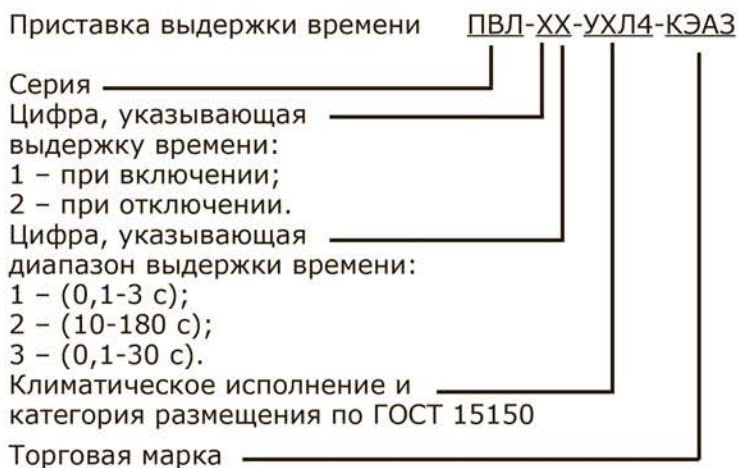 Приставка выдержки времени ПВЛ-ХХ-УХЛ4-КЭАЗ
Серия
Цифра, указывающая
выдержку времени:
1 – при включении;
2 – при отключении.
Цифра, указывающая
диапазон выдержки времени:
1 – (0,1-3 с);
2 – (10-180 с);
3 – (0,1-30 с).
Климатическое исполнение и
категория размещения по ГОСТ 15150
Торговая марка